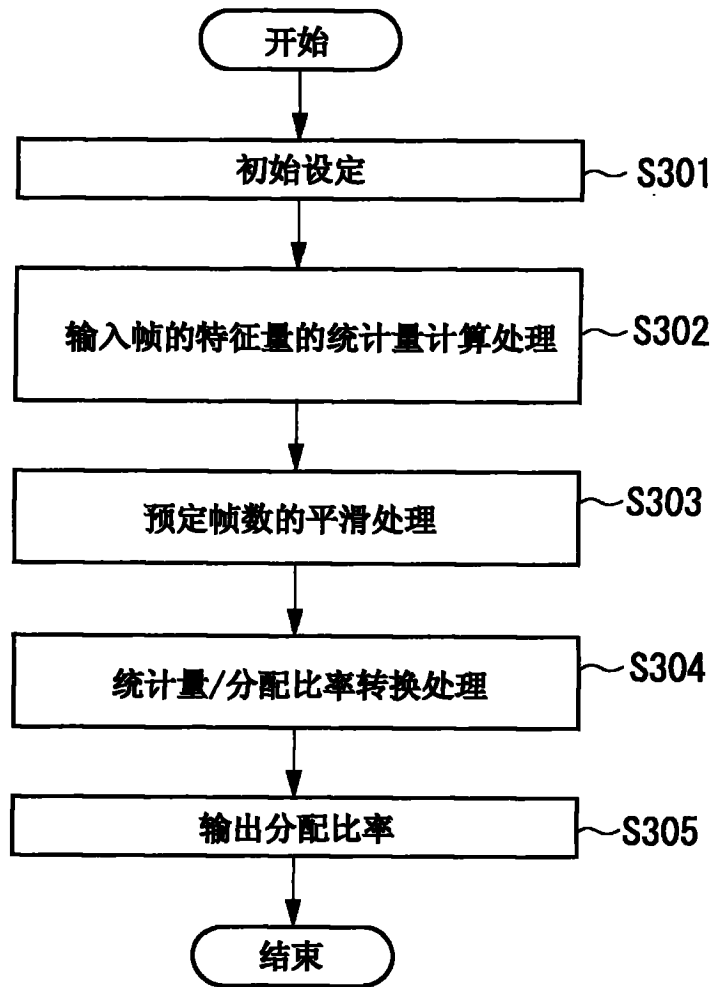 开始
初始设定
S301
输入帧的特征量的统计量计算处理
S302
预定帧数的平滑处理
S303
统计量/分配比率转换处理
S304
输出分配比率
S305
结束